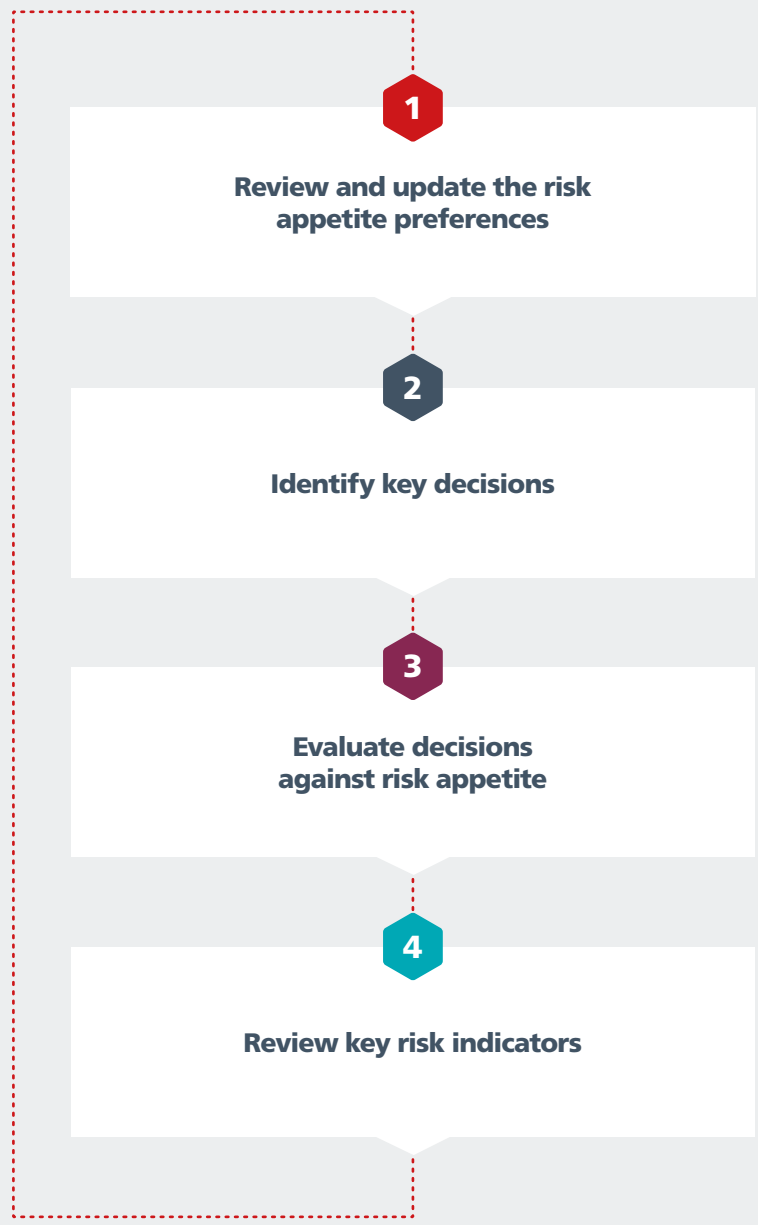 1
Review and update the risk
appetite preferences
2
Identify key decisions
3
Evaluate decisions
against risk appetite
4
Review key risk indicators